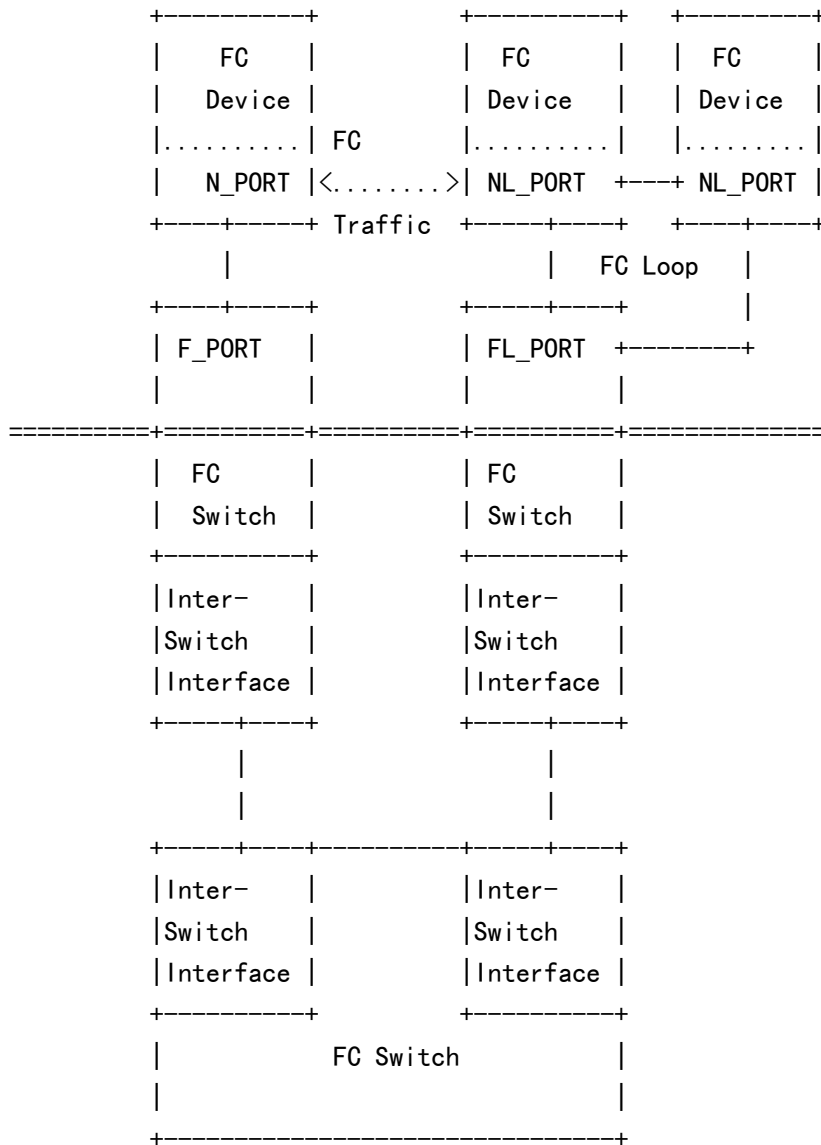 FC FC FC
Device Device Device
.......... FC .......... .........
N_PORT <........> NL_PORT NL_PORT
Traffic
FC Loop
F_PORT FL_PORT
FC FC
Switch Switch
Inter- Inter-
Switch Switch
Interface Interface
Inter- Inter-
Switch Switch
Interface Interface
FC Switch